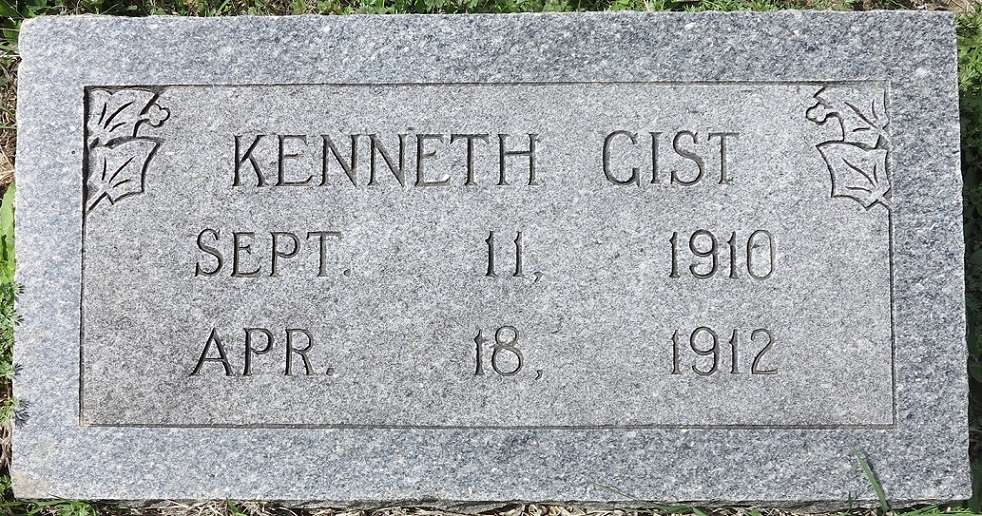 KENNETH GIST
SEPT. 11, 1910
APR. 18, 1912